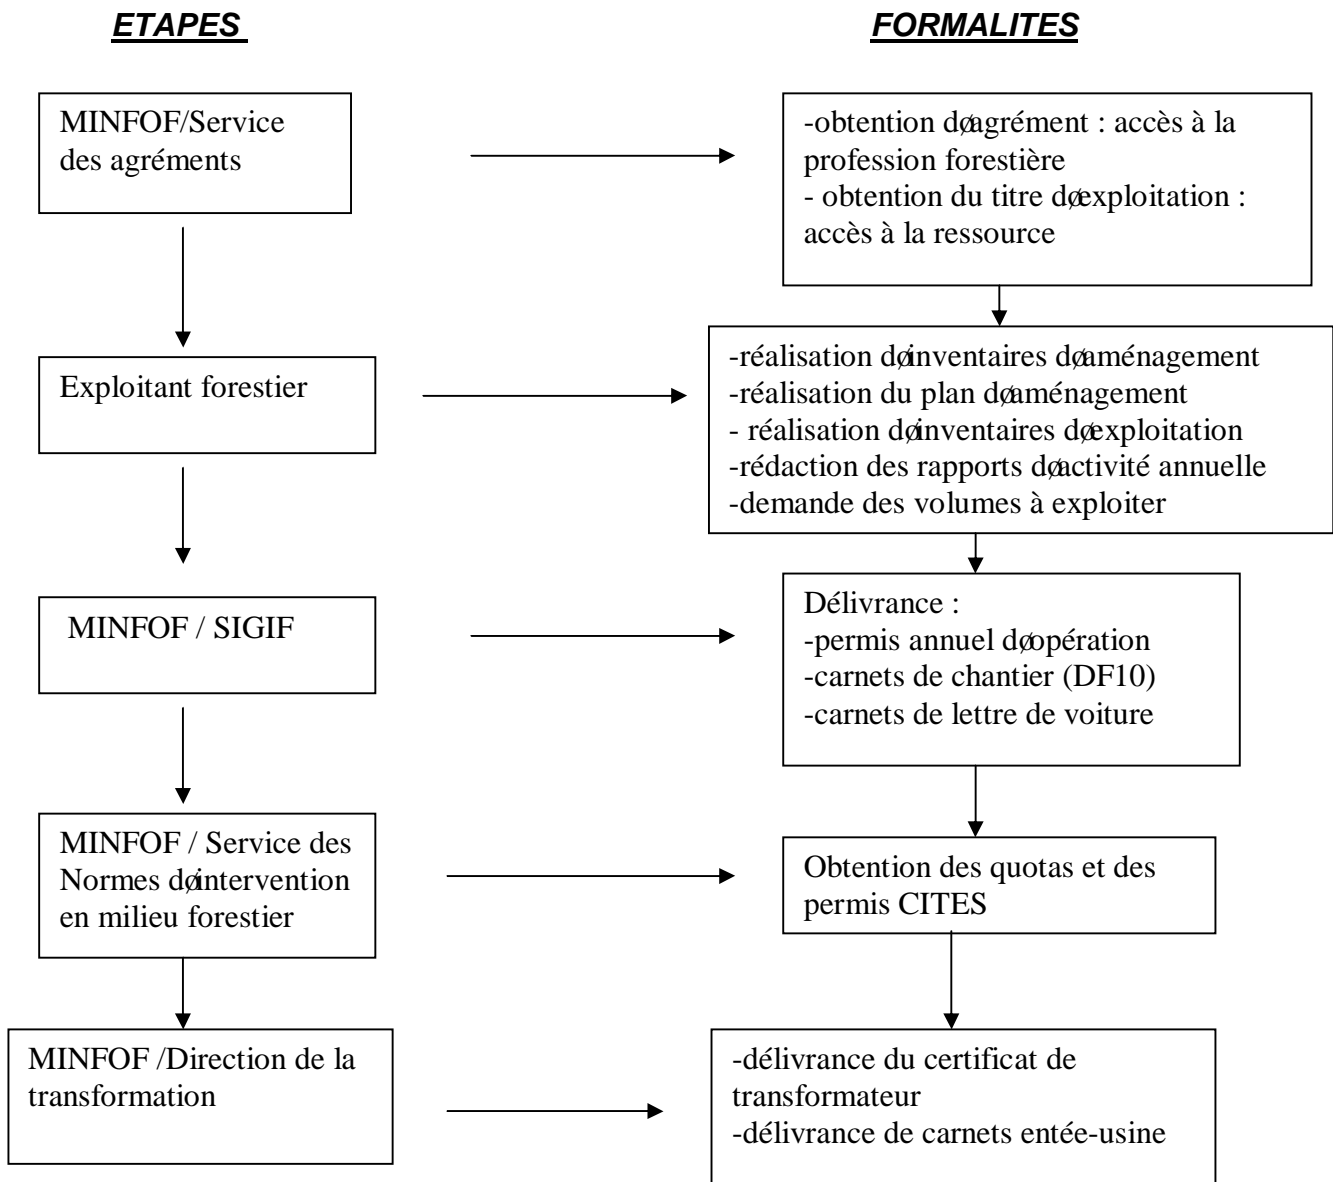 ETAPES
FORMALITES
MINFOF/Service
des agréments
-obtention døagrément : accès à la
profession forestière
- obtention du titre døexploitation :
accès à la ressource
Exploitant forestier
-réalisation døinventaires døaménagement
-réalisation du plan døaménagement
- réalisation døinventaires døexploitation
-rédaction des rapports døactivité annuelle
-demande des volumes à exploiter
MINFOF / SIGIF
Délivrance :
-permis annuel døopération
-carnets de chantier (DF10)
-carnets de lettre de voiture
MINFOF / Service des
Normes døintervention
en milieu forestier
Obtention des quotas et des
permis CITES
MINFOF /Direction de la
transformation
-délivrance du certificat de
transformateur
-délivrance de carnets entée-usine